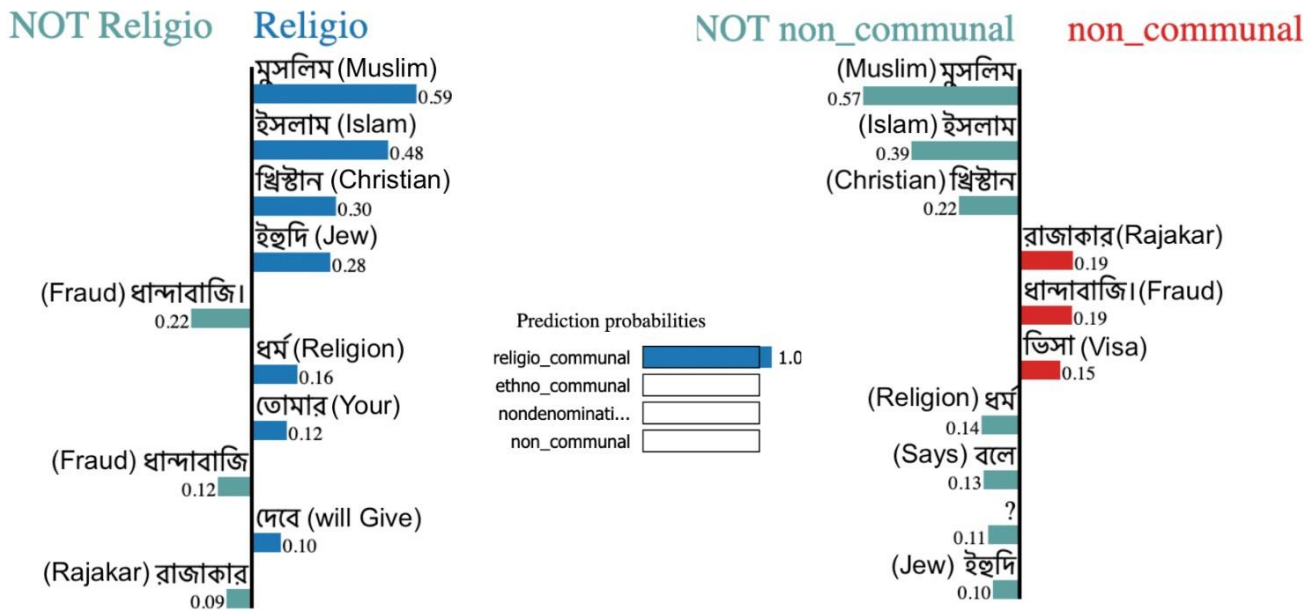 NOT Religio Religio
মুসলিম (Muslim)
0.59
ইসলাম (Islam)
0.48
খ্রিস্টান (Christian)
0.30
ইহুদি (Jew)
0.28
(Fraud) ধান্দাবাজি।
0.22
ধর্ম (Religion)
0.16
তোমার (Your)
0.12
(Fraud) ধান্দাবাজি
0.12
দেবে (will Give)
0.10
(Rajakar) রাজাকার
0.09
Prediction probabilities
religio_communal 1.0
ethno_communal
nondenominati...
non_communal
NOT non_communal non_communal
(Muslim) মুসলিম
0.57
(Islam) ইসলাম
0.39
(Christian) খ্রিস্টান
0.22
রাজাকার(Rajakar)
0.19
ধান্দাবাজি।(Fraud)
0.19
ভিসা (Visa)
0.15
(Religion) ধর্ম
0.14
(Says) বলে
0.13
?
0.11
(Jew) ইহুদি
0.10